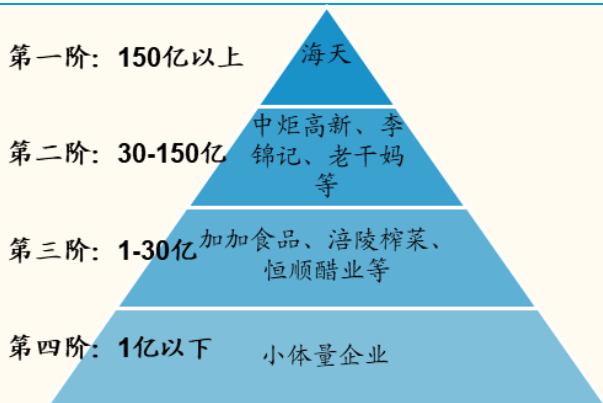 第一阶：150亿以上
海天
第二阶：30-150亿
中炬高新、李
锦记、老干妈
等
第三阶：1-30亿
加加食品、涪陵榨菜、
恒顺醋业等
第四阶：1亿以下
小体量企业